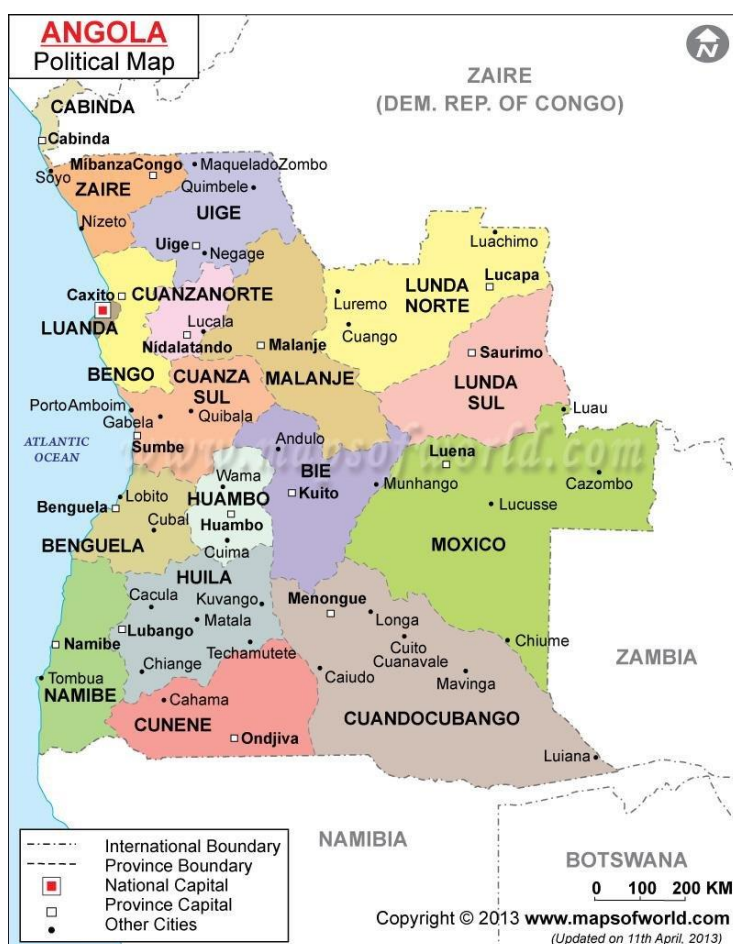 ANGOLA
Political Map
N
ZAIRE
(DEM. REP. OF CONGO)
CABINDA
Cabinda
MibanzaCongo
MaqueladoZombo
Soyo
Quimbele
ZAIRE
UIGE
Nízeto
Uige
Negage
Luachimo
Caxito
CUANZANORTE
LUNDA
NORTE
Lucapa
Luremo
LUANDA
Lucala
Cuango
Nidalatando
Malanje
Saurimo
BENGO
CUANZA
SUL
MALANJE
LUNDA
SUL
PortoAmboim
Gabela
Quibala
Luau
ATLANTIC
OCEAN
Sumbe
Andulo
www.mapsofworld.com
Luena
BIE
Wama
Munhango
Cazombo
Lobito
HUAMBO
Kuito
Benguela
Huambo
Lucusse
Cubal
BENGUELA
Cuima
MOXICO
HUILA
Cacula
Kuvango
Menongue
Longa
Lubango
Matala
Namibe
Techamutete
Cuito
Cuanavale
Chiume
ZAMBIA
Tombua
Chiange
Caiudo
Mavinga
NAMIBE
Cahama
CUNENE
CUANDOCUBANGO
Ondjiva
Luiana
NAMIBIA
BOTSWANA
International Boundary
Province Boundary
National Capital
Province Capital
Other Cities
0 100 200 KM
Copyright © 2013 www.mapsofworld.com
(Updated on 11th April, 2013)